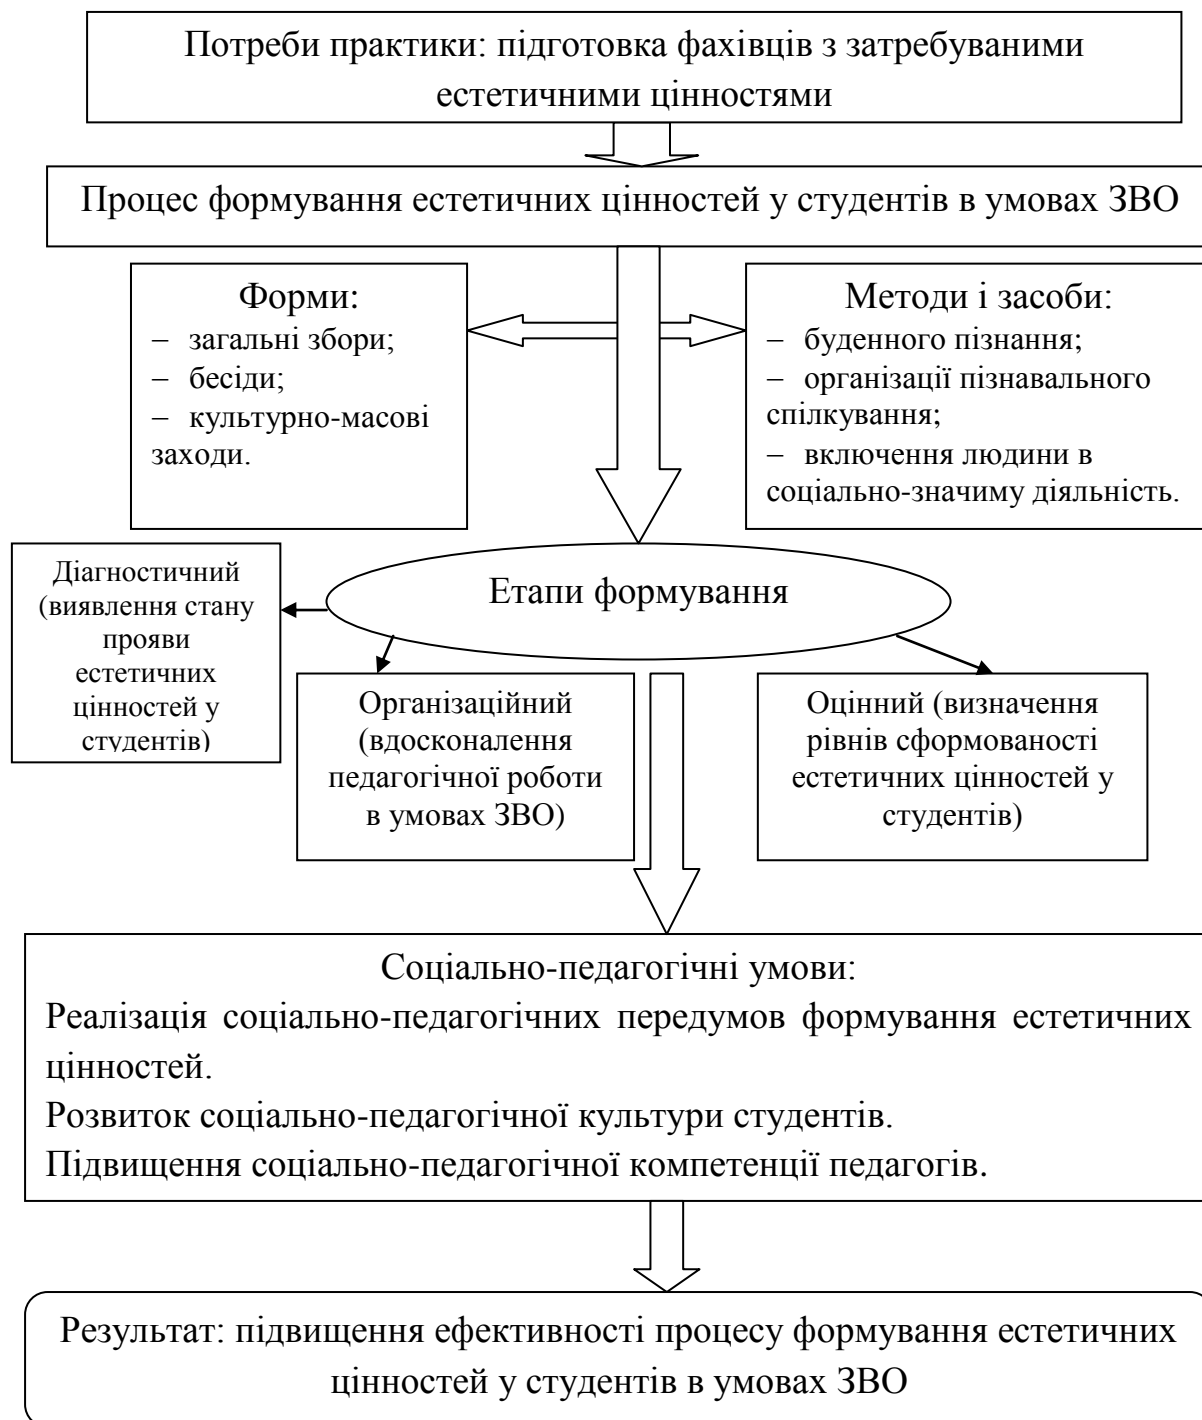 Потреби практики: підготовка фахівців з затребуваними
естетичними цінностями
Процес формування естетичних цінностей у студентів в умовах ЗВО
Форми:
– загальні збори;
– бесіди;
– культурно-масові
заходи.
Методи і засоби:
– буденного пізнання;
– організації пізнавального
спілкування;
– включення людини в
соціально-значиму діяльність.
Етапи формування
Діагностичний
(виявлення стану
прояви
естетичних
цінностей у
студентів)
Організаційний
(вдосконалення
педагогічної роботи
в умовах ЗВО)
Оцінний (визначення
рівнів сформованості
естетичних цінностей у
студентів)
Соціально-педагогічні умови:
Реалізація соціально-педагогічних передумов формування естетичних
цінностей.
Розвиток соціально-педагогічної культури студентів.
Підвищення соціально-педагогічної компетенції педагогів.
Результат: підвищення ефективності процесу формування естетичних
цінностей у студентів в умовах ЗВО